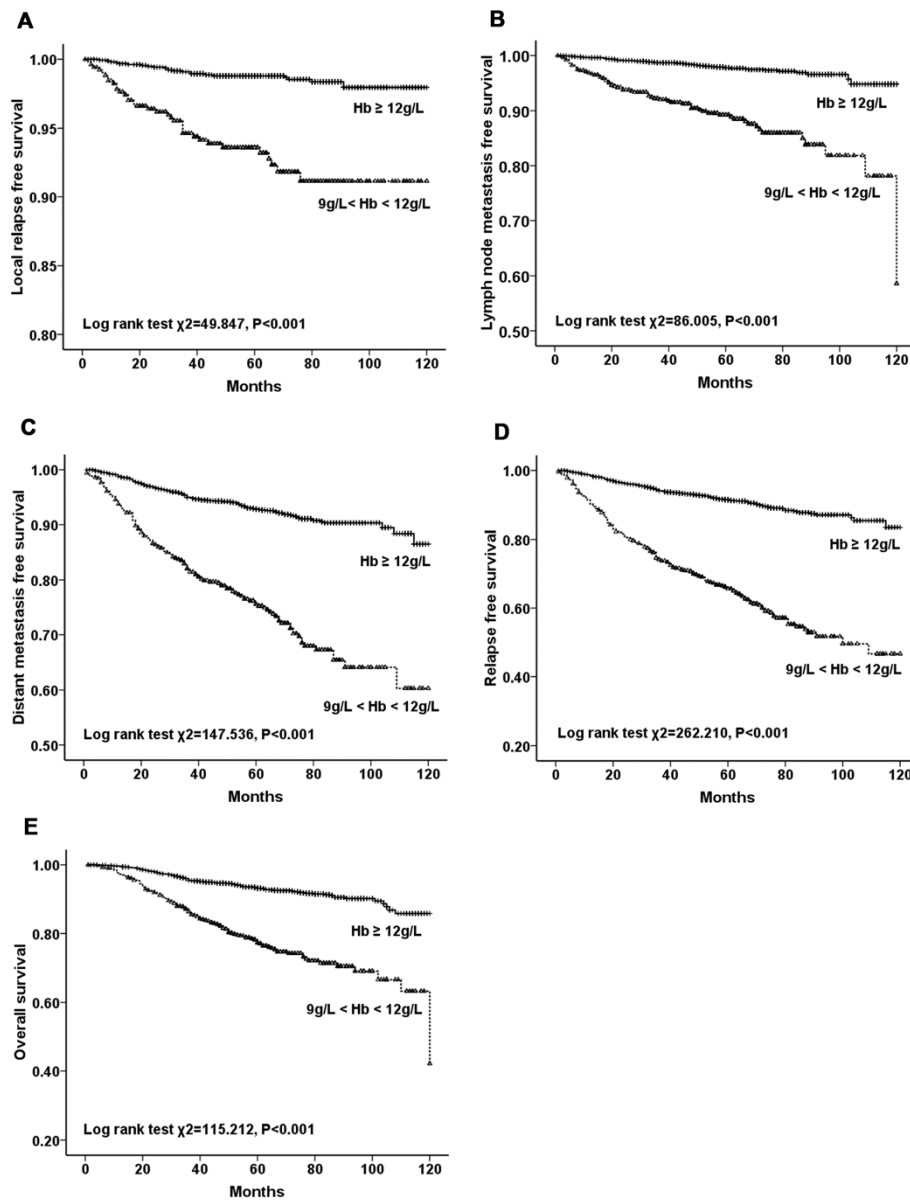 A
Local relapse free survival
1.00
0.95
0.90
0.85
0.80
Hb ≥ 12g/L
9g/L< Hb < 12g/L
Log rank test χ2=49.847, P<0.001
0 20 40 60 80 100 120
Months
B
Lymph node metastasis free survival
1.00
0.90
0.80
0.70
0.60
0.50
Hb ≥ 12g/L
9g/L < Hb < 12g/L
Log rank test χ2=86.005, P<0.001
0 20 40 60 80 100 120
Months
C
Distant metastasis free survival
1.00
0.90
0.80
0.70
0.60
0.50
Hb ≥ 12g/L
9g/L < Hb < 12g/L
Log rank test χ2=147.536, P<0.001
0 20 40 60 80 100 120
Months
D
Relapse free survival
1.00
0.80
0.60
0.40
0.20
Hb ≥ 12g/L
9g/L < Hb < 12g/L
Log rank test χ2=262.210, P<0.001
0 20 40 60 80 100 120
Months
E
Overall survival
1.00
0.80
0.60
0.40
0.20
Hb ≥ 12g/L
9g/L < Hb < 12g/L
Log rank test χ2=115.212, P<0.001
0 20 40 60 80 100 120
Months